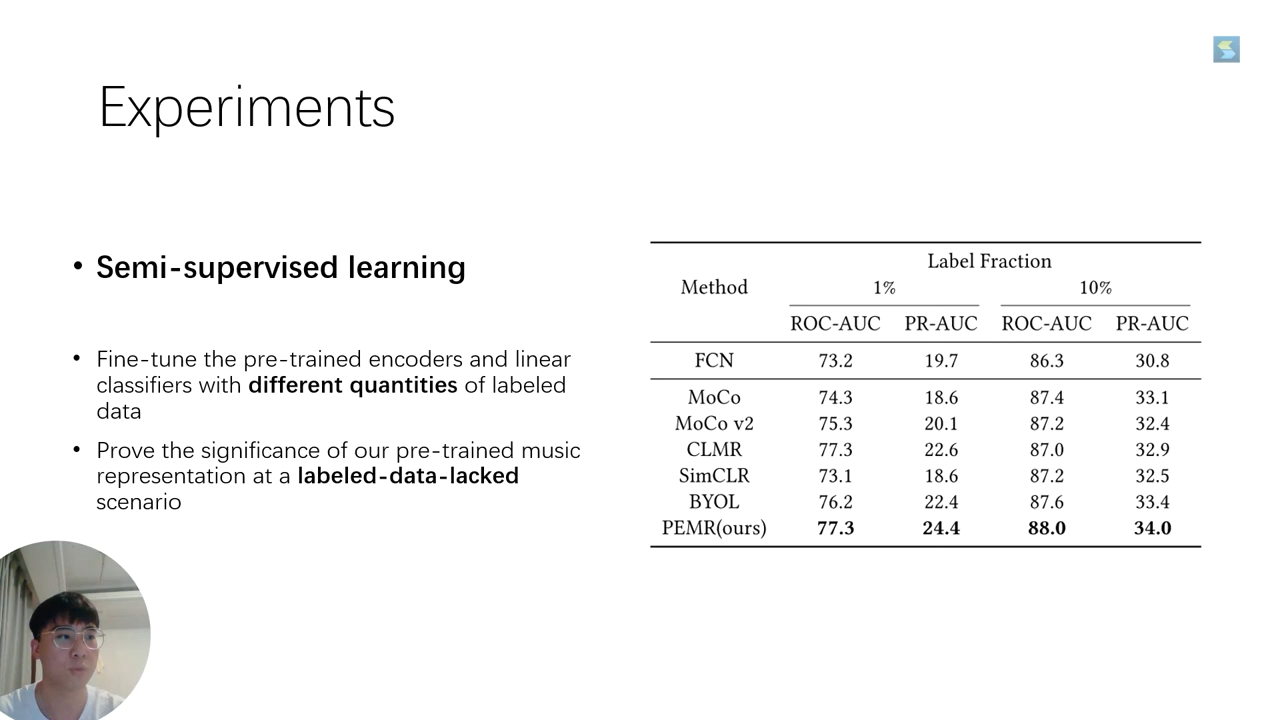 Experiments
• Semi-supervised learning
• Fine-tune the pre-trained encoders and linear
classifiers with different quantities of labeled
data
• Prove the significance of our pre-trained music
representation at a labeled-data-lacked
scenario
Label Fraction
Method 1% 10%
ROC-AUC PR-AUC ROC-AUC PR-AUC
FCN 73.2 19.7 86.3 30.8
MoCo 74.3 18.6 87.4 33.1
MoCo v2 75.3 20.1 87.2 32.4
CLMR 77.3 22.6 87.0 32.9
SimCLR 73.1 18.6 87.2 32.5
BYOL 76.2 22.4 87.6 33.4
PEMR(ours) 77.3 24.4 88.0 34.0